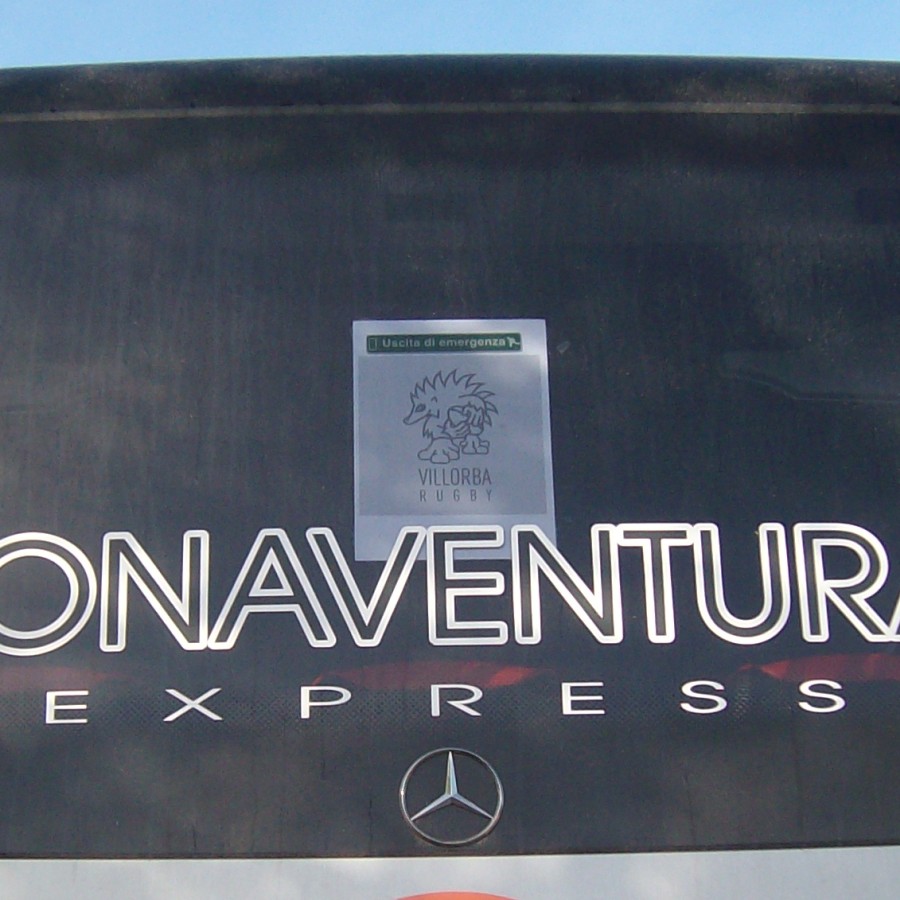 Uscita di emergenza
VILLORBA
RUGBY
ONAVENTURA
EXPRESS